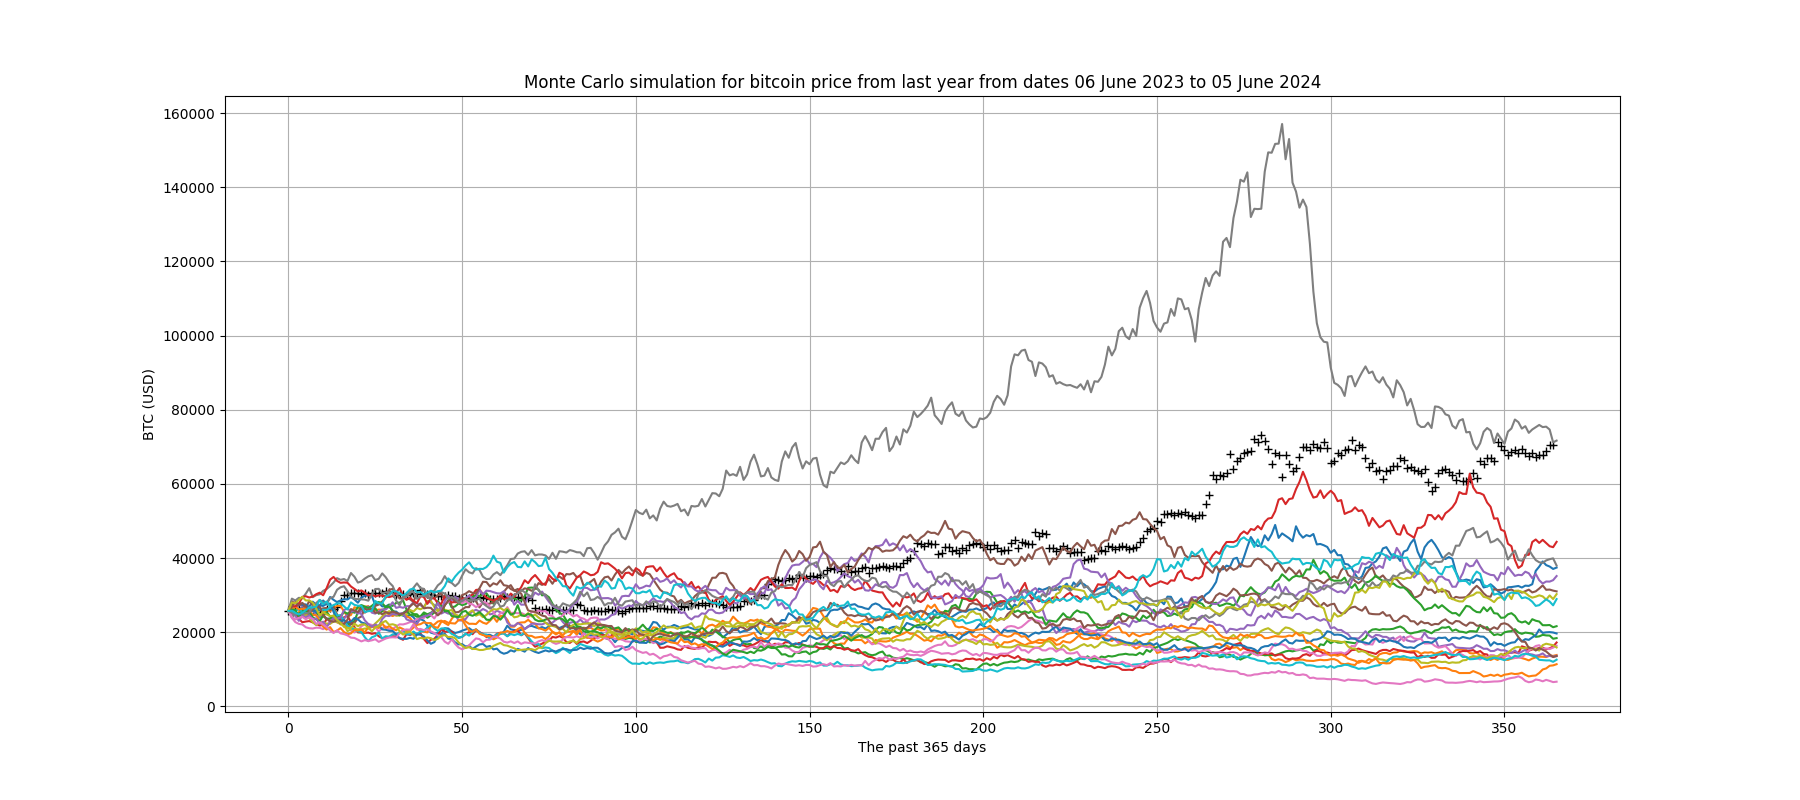 Monte Carlo simulation for bitcoin price from last year from dates 06 June 2023 to 05 June 2024
160000
140000
120000
100000
80000
60000
40000
20000
0
BTC (USD)
0 50 100 150 200 250 300 350
The past 365 days